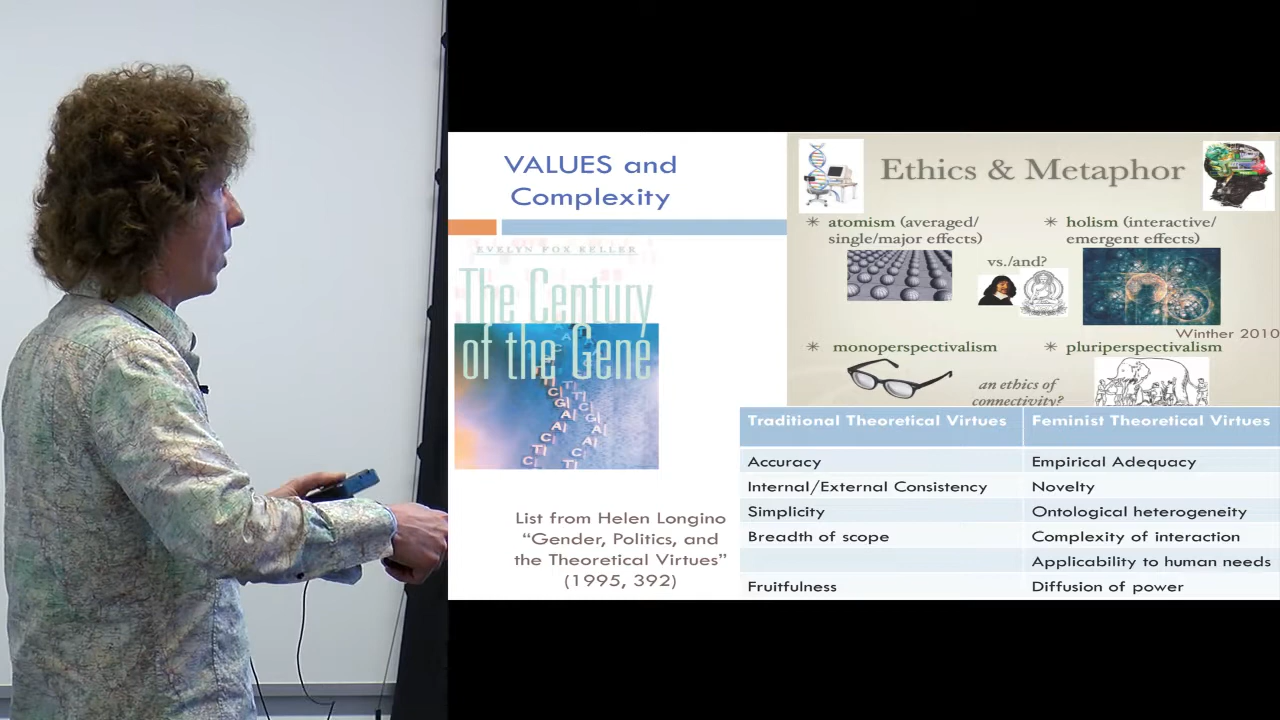 VALUES and
Complexity
EVELYN FOX KELLER
The Century
of the Gene
List from Helen Longino
“Gender, Politics, and
the Theoretical Virtues”
(1995, 392)
Ethics & Metaphor
✳ atomism (averaged/
single/major effects)
✳ holism (interactive/
emergent effects)
vs./and?
Winther 2010
✳ monoperspectivalism
✳ pluriperspectivalism
an ethics of
connectivity?
Traditional Theoretical Virtues Feminist Theoretical Virtues
Accuracy Empirical Adequacy
Internal/External Consistency Novelty
Simplicity Ontological heterogeneity
Breadth of scope Complexity of interaction
Applicability to human needs
Fruitfulness Diffusion of power